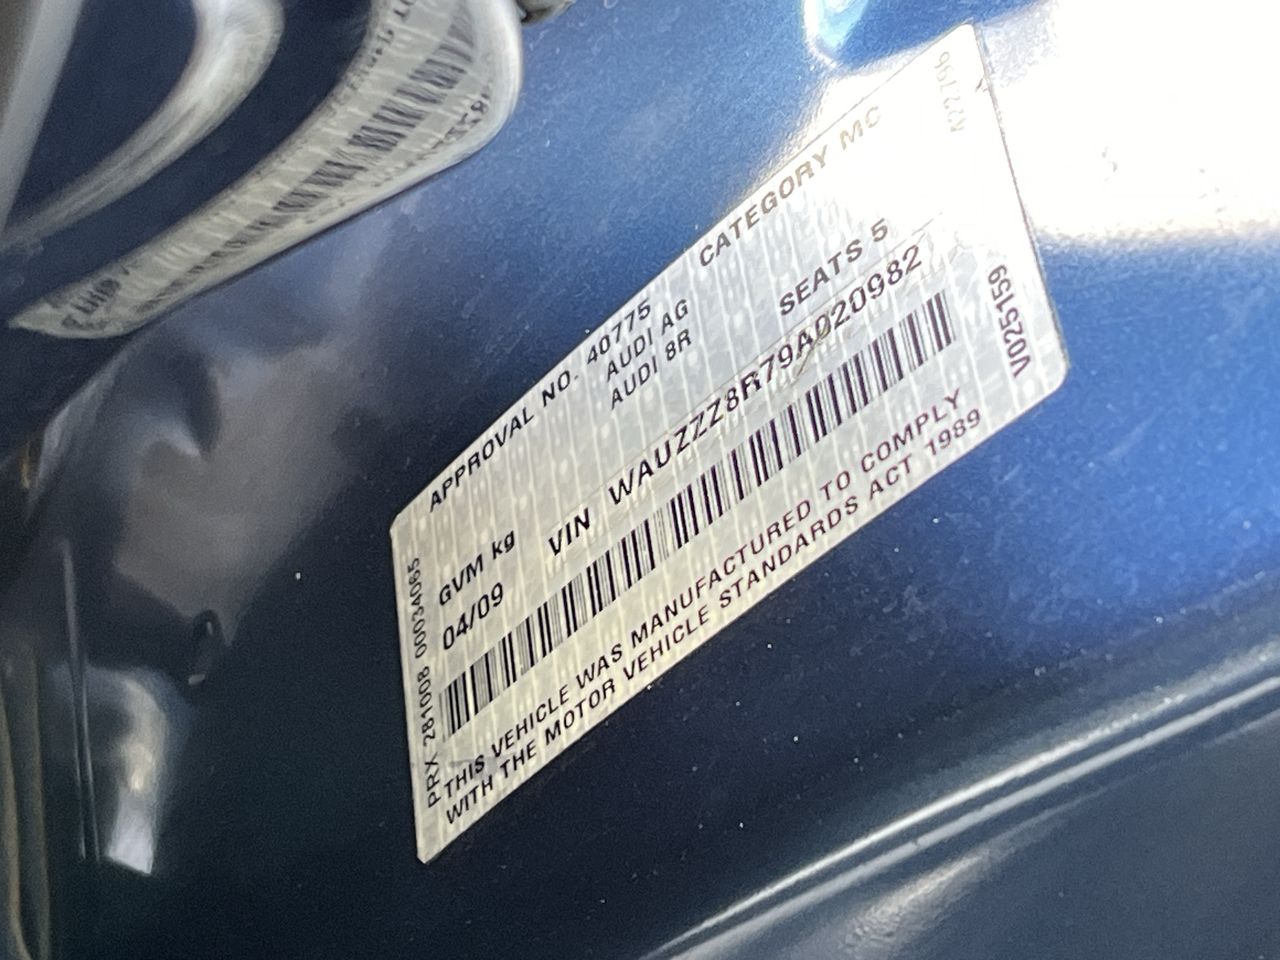 APPROVAL NO. 40775 CATEGORY MC
AUDI AG
AUDI 8R
SEATS 5
GVM kg
04/09
VIN WAUZZZ8R79A020982
THIS VEHICLE WAS MANUFACTURED TO COMPLY
WITH THE MOTOR VEHICLE STANDARDS ACT 1989
PRX 281008 00034065
V025159